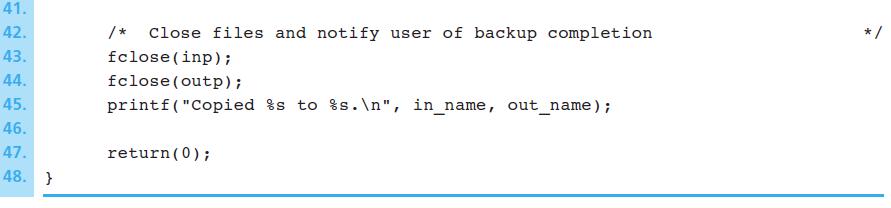 41.
42. /*  Close files and notify user of backup completion */
43. fclose(inp);
44. fclose(outp);
45. printf("Copied %s to %s.\n", in_name, out_name);
46.
47. return(0);
48. }